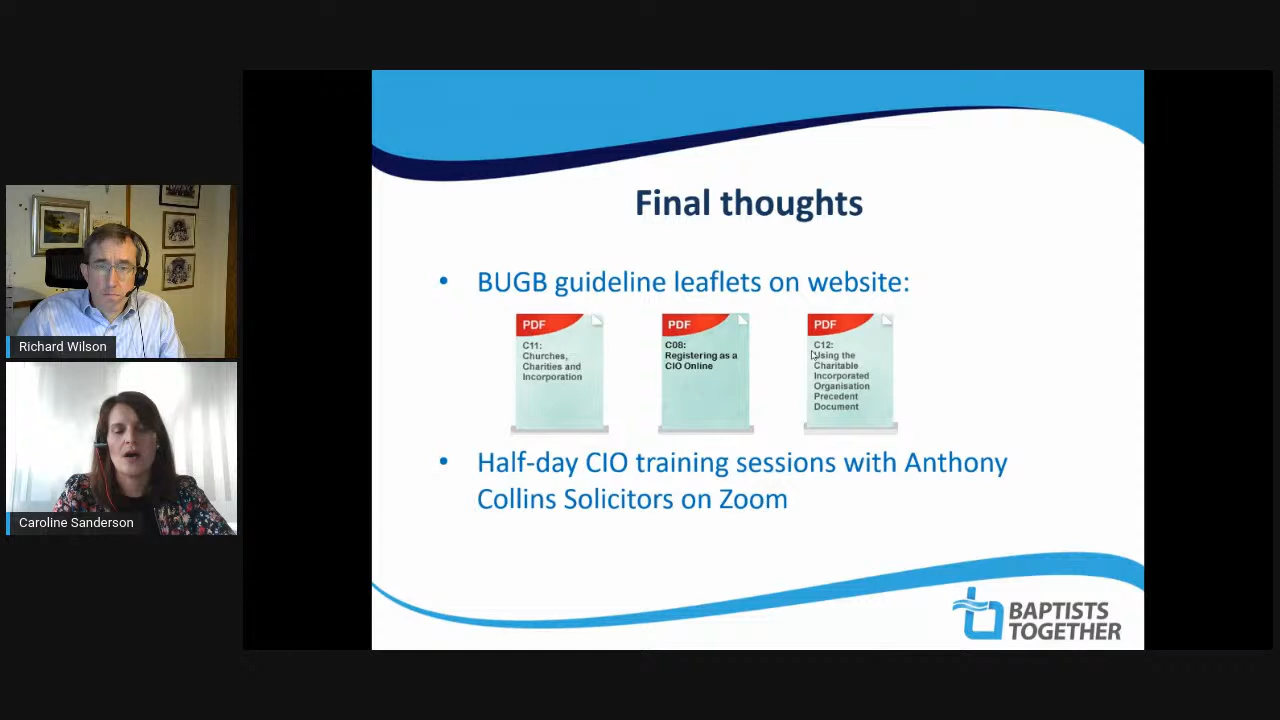 Final thoughts
• BUGB guideline leaflets on website:
PDF
C11:
Churches,
Charities and
Incorporation
PDF
C08:
Registering as a
CIO Online
PDF
C12:
Using the
Charitable
Incorporated
Organisation
Precedent
Document
• Half-day CIO training sessions with Anthony
Collins Solicitors on Zoom
BAPTISTS
TOGETHER
Richard Wilson
Caroline Sanderson